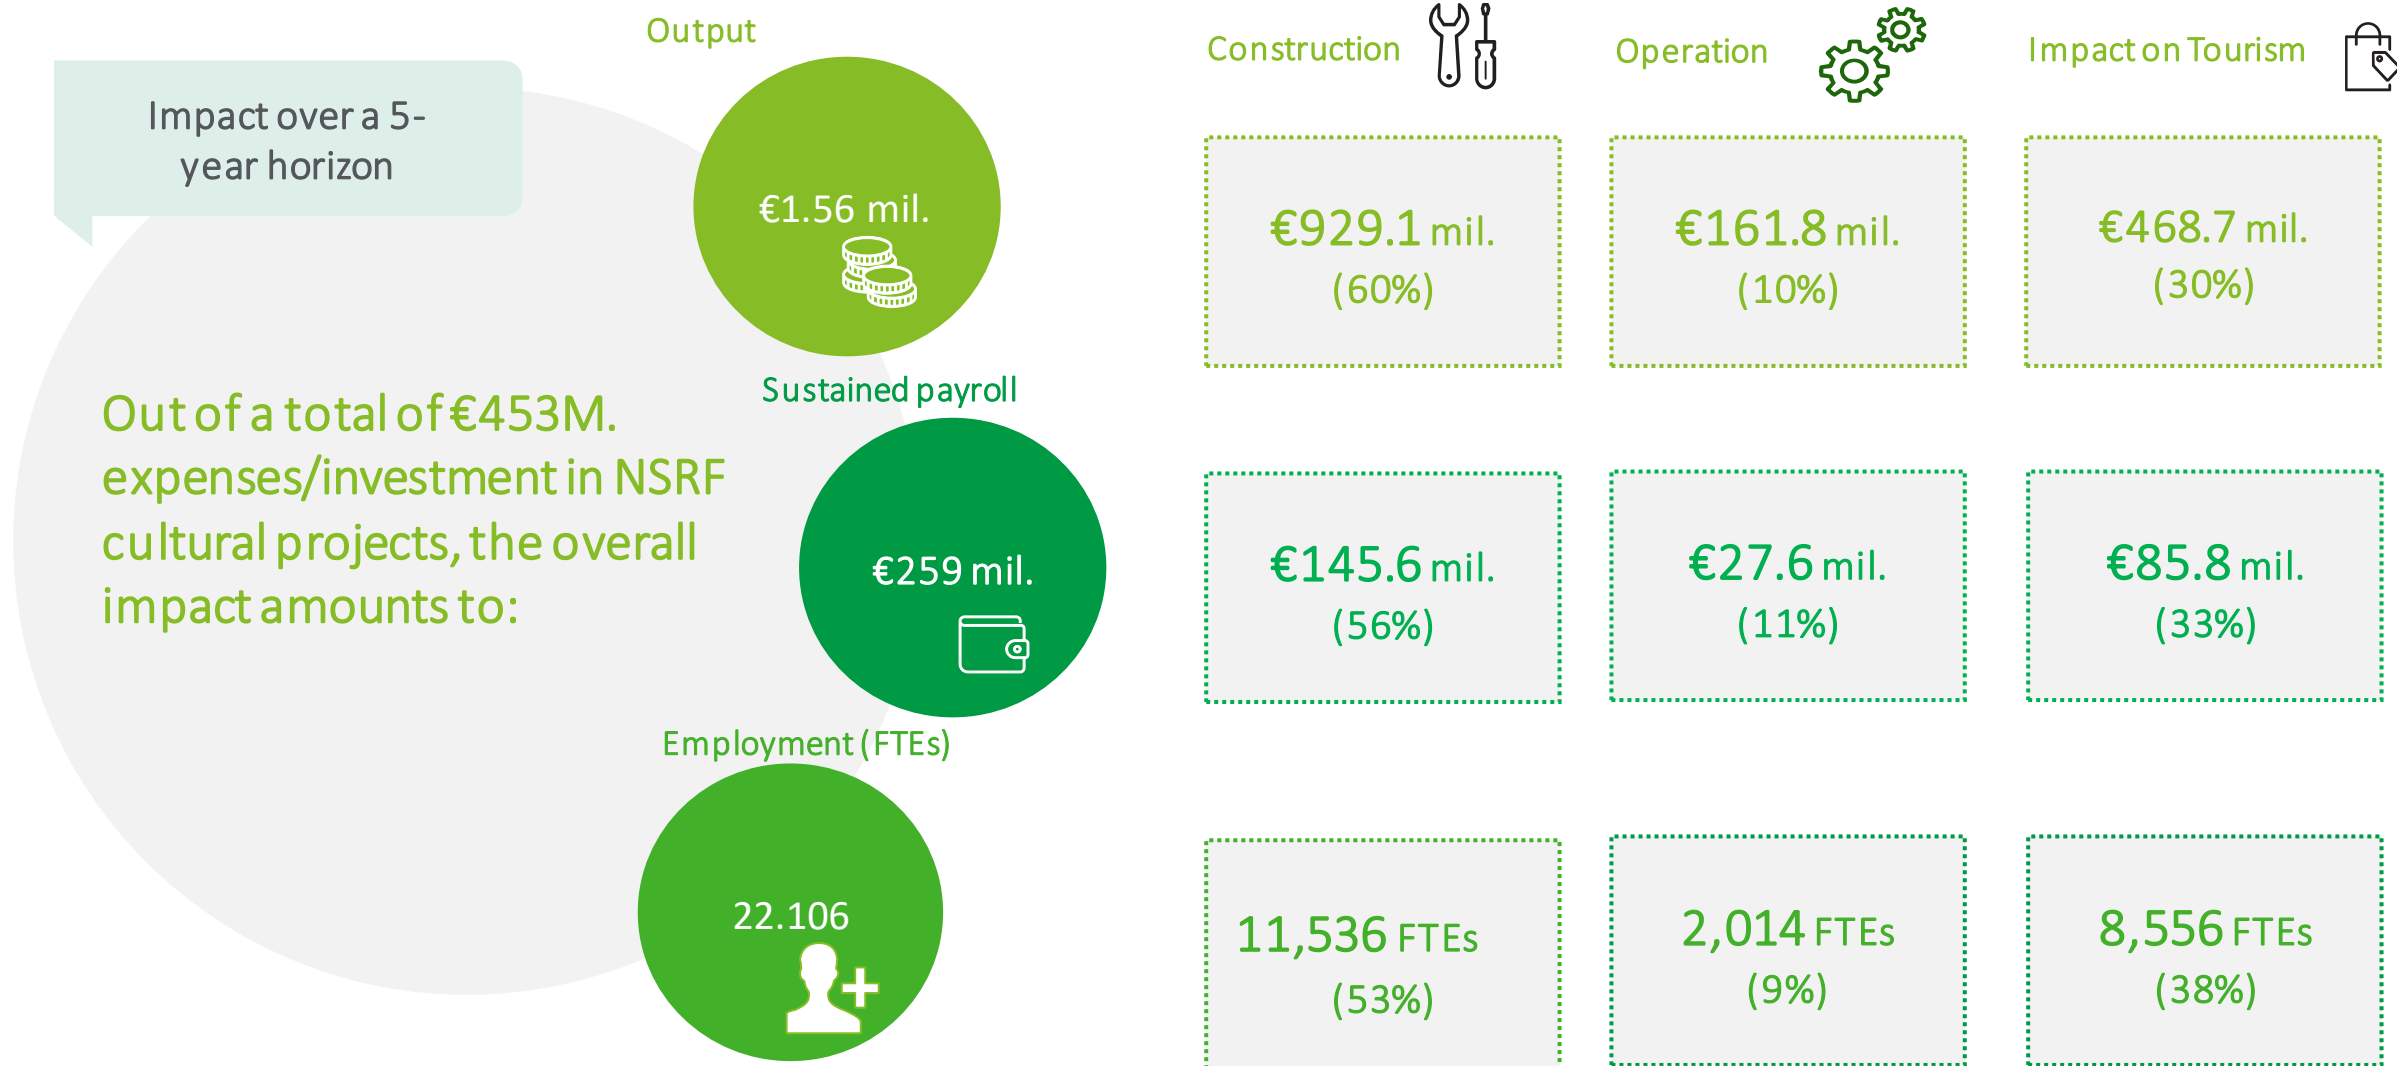 Impact over a 5-
year horizon
Out of a total of €453M.
expenses/investment in NSRF
cultural projects, the overall
impact amounts to:
Output
€1.56 mil.
Sustained payroll
€259 mil.
Employment (FTEs)
22.106
Construction
Operation
Impact on Tourism
€929.1 mil.
(60%)
€161.8 mil.
(10%)
€468.7 mil.
(30%)
€145.6 mil.
(56%)
€27.6 mil.
(11%)
€85.8 mil.
(33%)
11,536 FTEs
(53%)
2,014 FTEs
(9%)
8,556 FTEs
(38%)